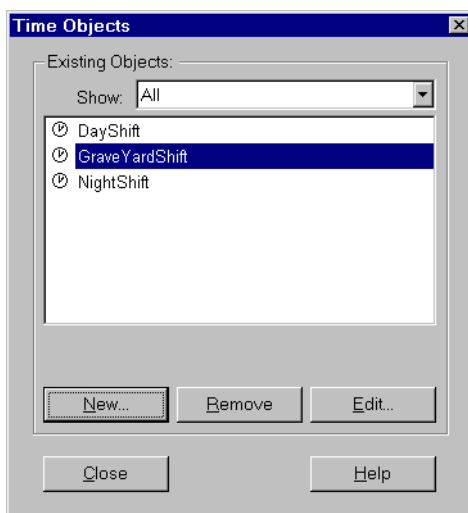 Time Objects
Existing Objects:
Show: All
DayShift
GraveYardShift
NightShift
New... Remove Edit...
Close Help